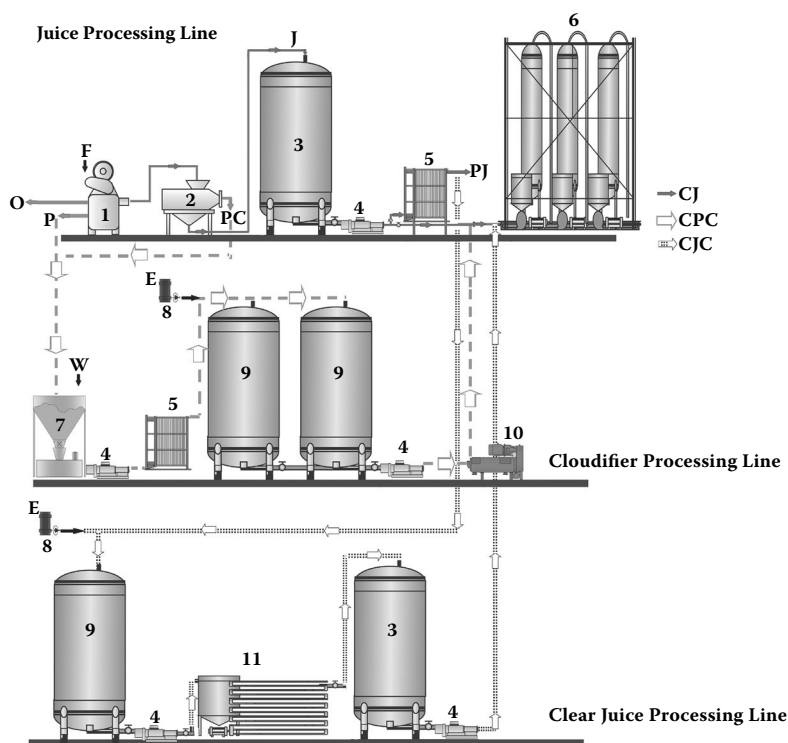 6
Juice Processing Line
J
F
3
5
PJ
O
1
2
CJ
P
PC
4
CPC
CJC
E
8
W
9
9
5
7
4
4
10
Cloudifier Processing Line
E
8
9
3
11
4
4
Clear Juice Processing Line